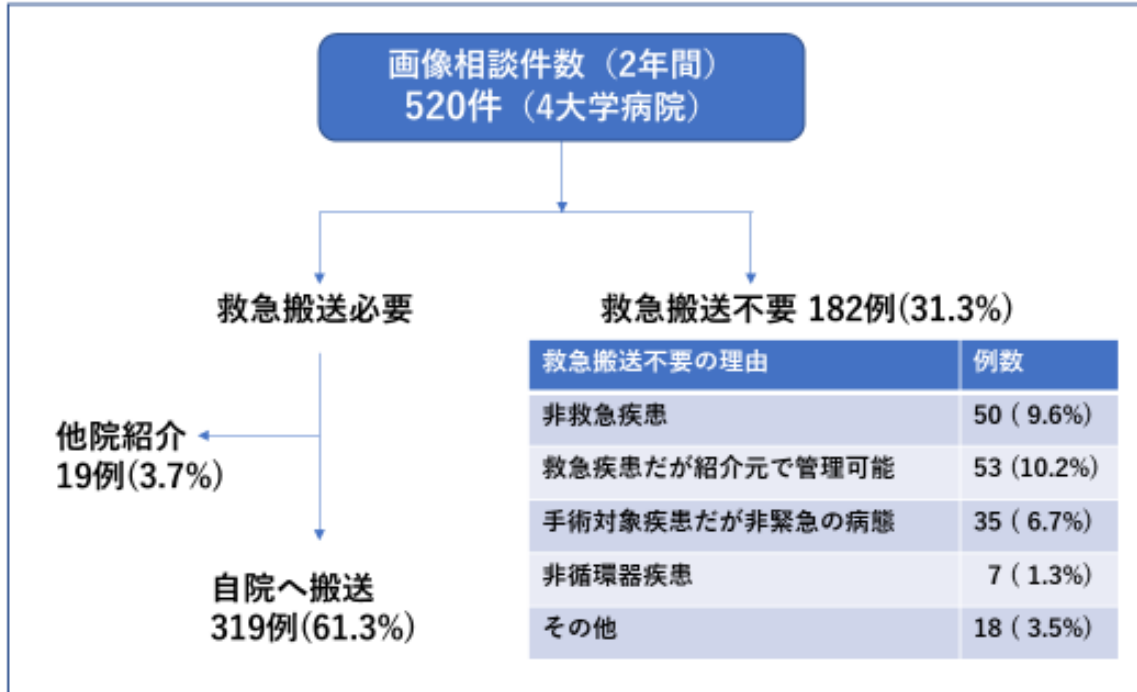 画像相談件数（2年間）
520件（4大学病院）
救急搬送必要
救急搬送不要 182例(31.3%)
救急搬送不要の理由 例数
非救急疾患 50 ( 9.6%)
救急疾患だが紹介元で管理可能 53 (10.2%)
手術対象疾患だが非緊急の病態 35 ( 6.7%)
非循環器疾患 7 ( 1.3%)
その他 18 ( 3.5%)
他院紹介
19例(3.7%)
自院へ搬送
319例(61.3%)